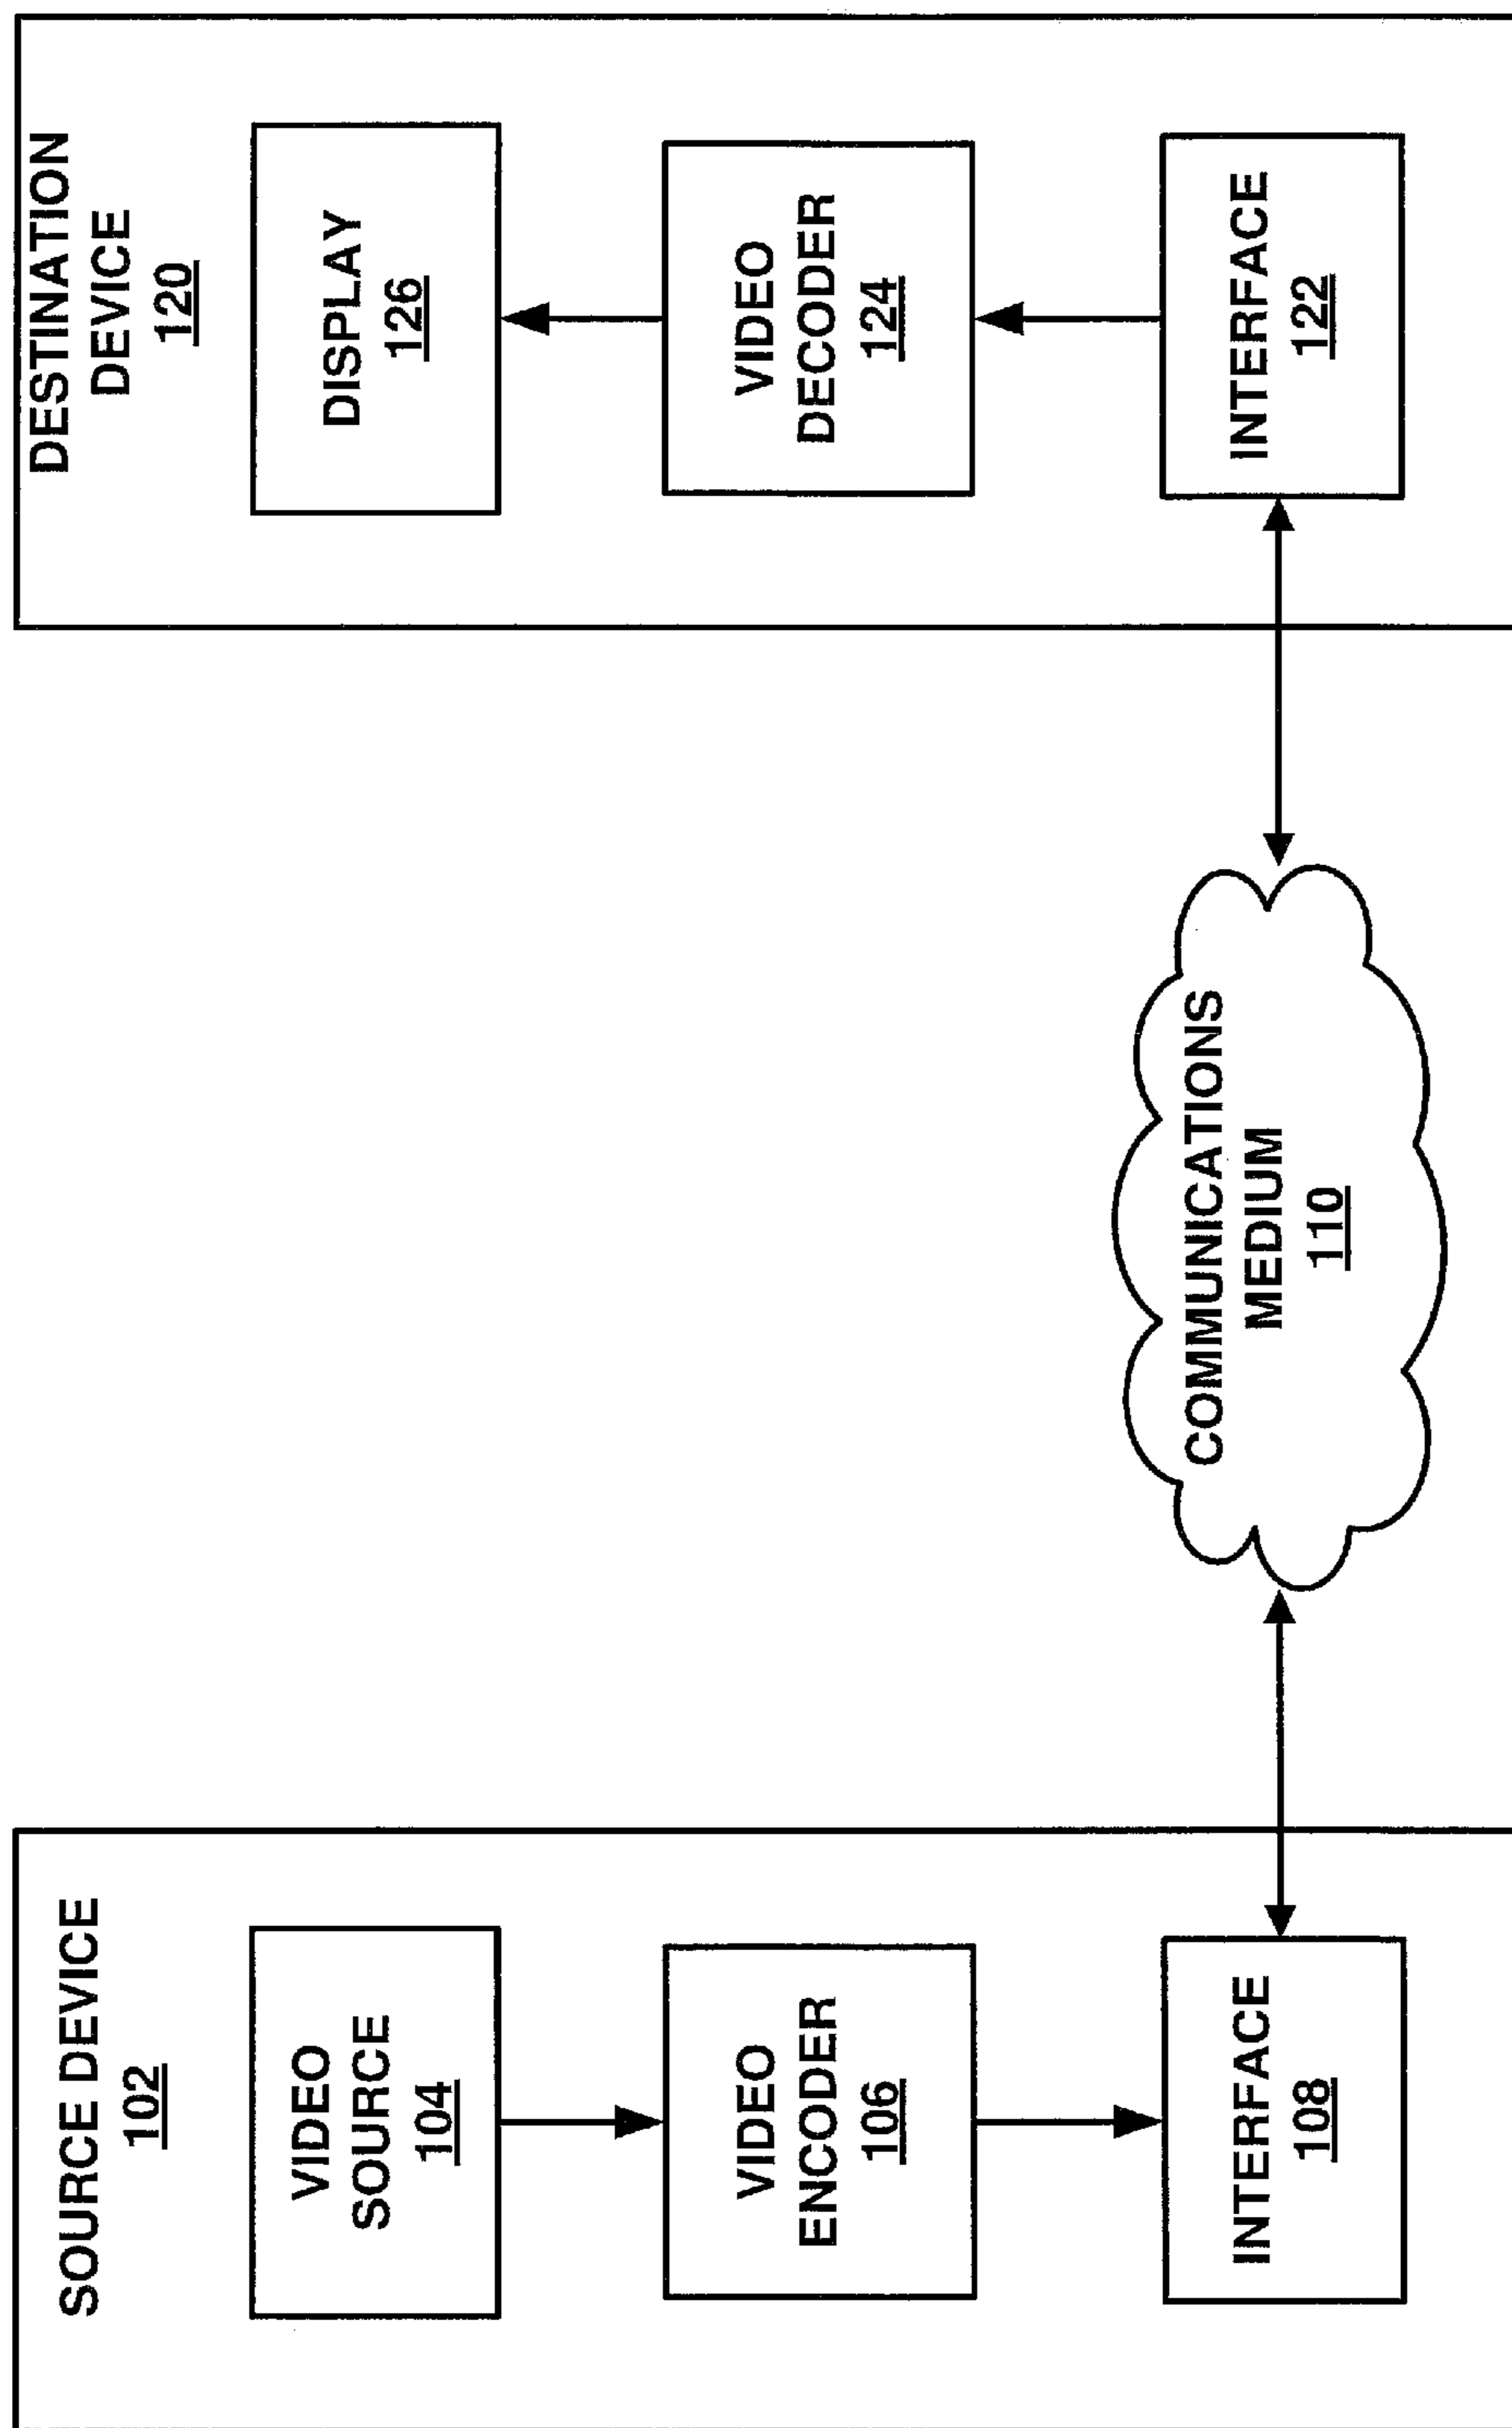 SOURCE DEVICE
102
VIDEO
SOURCE
104
VIDEO
ENCODER
106
INTERFACE
108
COMMUNICATIONS
MEDIUM
110
DESTINATION
DEVICE
120
DISPLAY
126
VIDEO
DECODER
124
INTERFACE
122